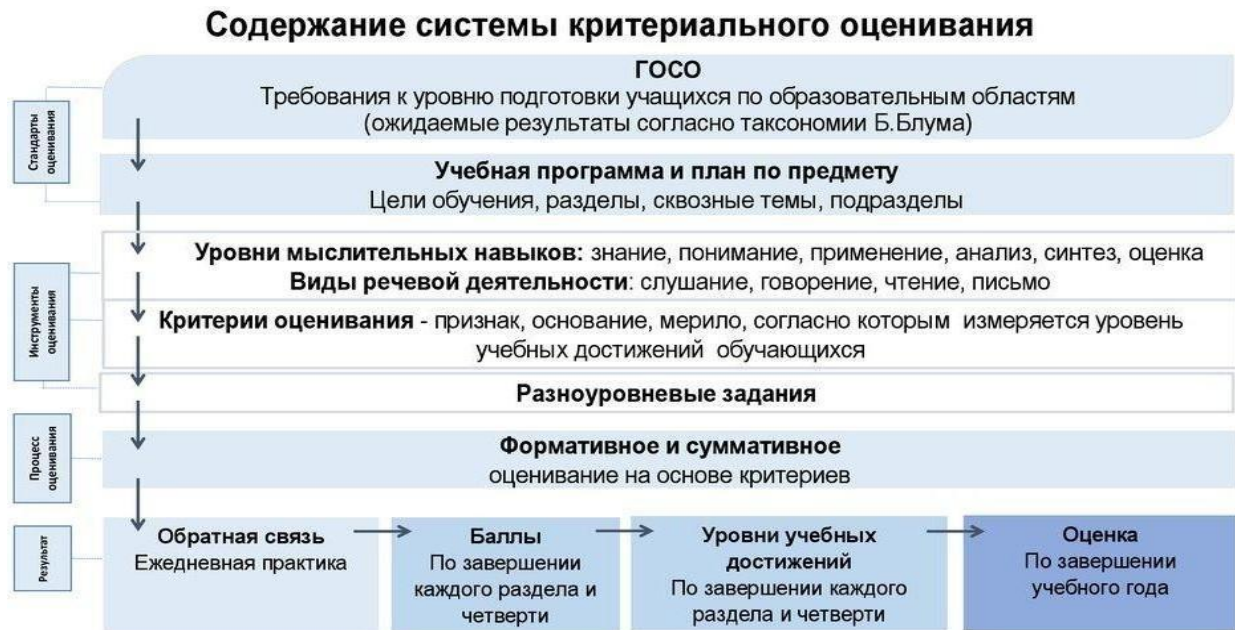 Содержание системы критериального оценивания
Стандарты
оценивания
ГОСО
Требования к уровню подготовки учащихся по образовательным областям
(ожидаемые результаты согласно таксономии Б.Блума)
Учебная программа и план по предмету
Цели обучения, разделы, сквозные темы, подразделы
Инструменты
оценивания
Уровни мыслительных навыков: знание, понимание, применение, анализ, синтез, оценка
Виды речевой деятельности: слушание, говорение, чтение, письмо
Критерии оценивания - признак, основание, мерило, согласно которым измеряется уровень
учебных достижений обучающихся
Разноуровневые задания
Процесс
оценивания
Формативное и суммативное
оценивание на основе критериев
Результат
Обратная связь
Ежедневная практика
Баллы
По завершении
каждого раздела и
четверти
Уровни учебных
достижений
По завершении каждого
раздела и четверти
Оценка
По завершении
учебного года